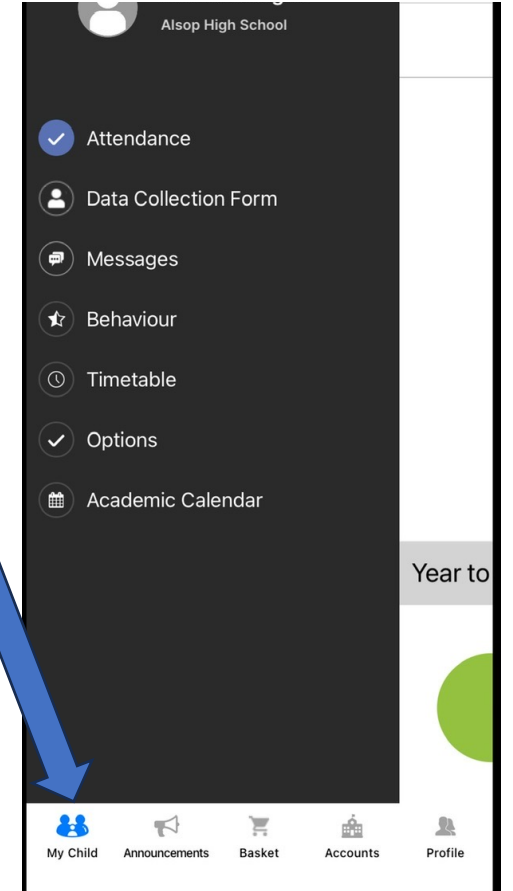 Alsop High School
Attendance
Data Collection Form
Messages
Behaviour
Timetable
Options
Academic Calendar
Year to
My Child
Announcements
Basket
Accounts
Profile